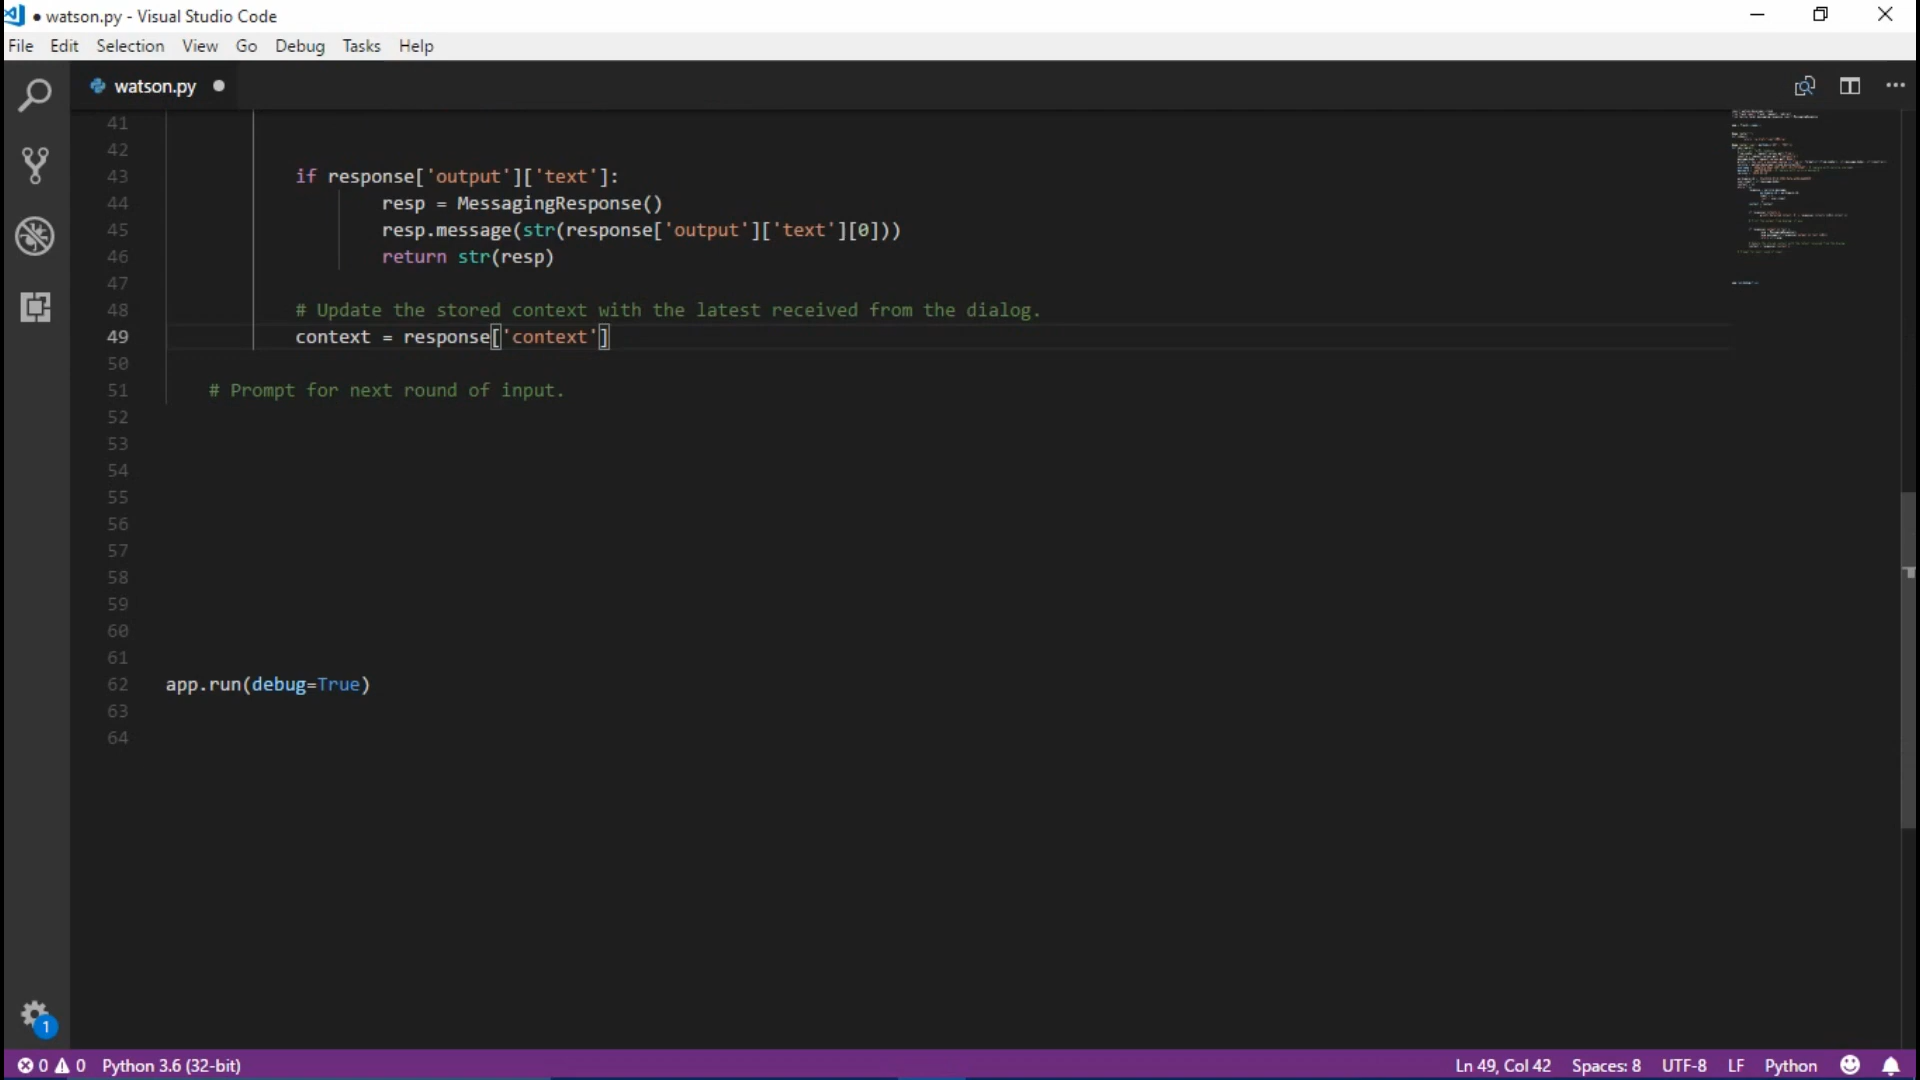 ● watson.py - Visual Studio Code
File Edit Selection View Go Debug Tasks Help
watson.py ●
41
42
43 if response['output']['text']:
44 resp = MessagingResponse()
45 resp.message(str(response['output']['text'][0]))
46 return str(resp)
47
48 # Update the stored context with the latest received from the dialog.
49 context = response['context']
50
51 # Prompt for next round of input.
52
53
54
55
56
57
58
59
60
61
62 app.run(debug=True)
63
64
1
0 0 Python 3.6 (32-bit) Ln 49, Col 42 Spaces: 8 UTF-8 LF Python